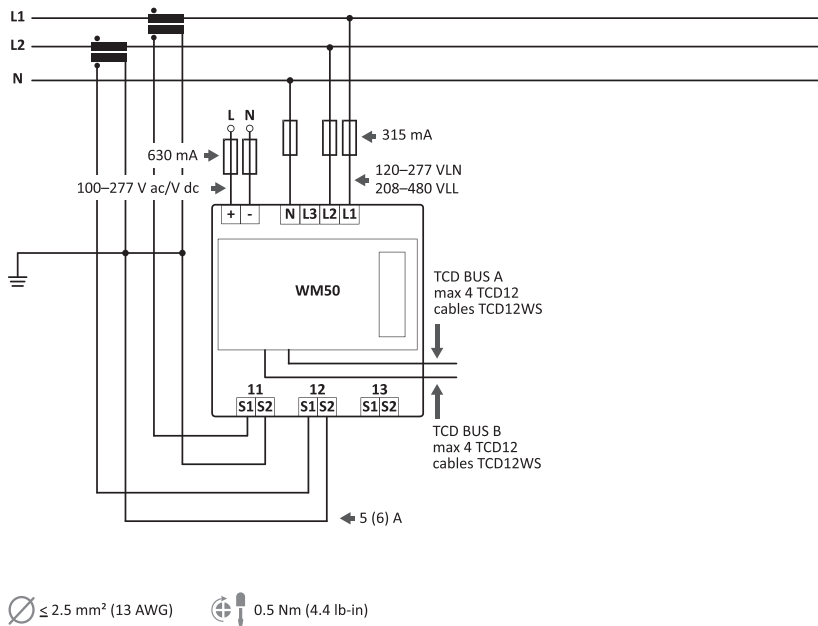 L1
L2
N
L N
630 mA
315 mA
100–277 V ac/V dc
120–277 VLN
208–480 VLL
+ - N L3 L2 L1
WM50
TCD BUS A
max 4 TCD12
cables TCD12WS
11 12 13
S1 S2 S1 S2 S1 S2
TCD BUS B
max 4 TCD12
cables TCD12WS
5 (6) A
≤ 2.5 mm² (13 AWG)
0.5 Nm (4.4 lb-in)